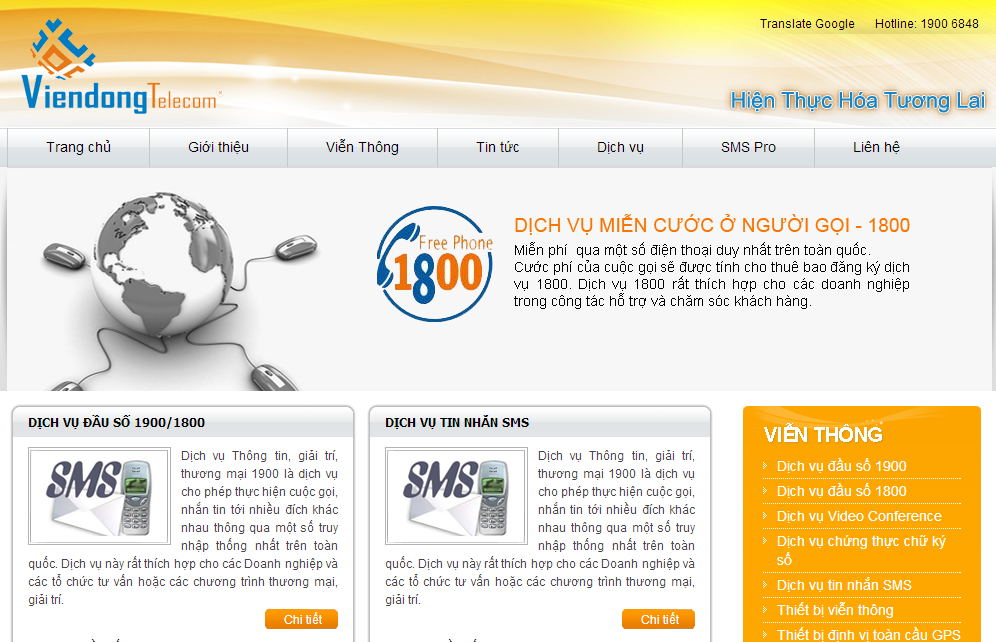 Translate Google Hotline: 1900 6848
Viendong Telecom
Hiện Thực Hóa Tương Lai
Trang chủ Giới thiệu Viễn Thông Tin tức Dịch vụ SMS Pro Liên hệ
Free Phone
1800
DỊCH VỤ MIỄN CƯỚC Ở NGƯỜI GỌI - 1800
Miễn phí qua một số điện thoại duy nhất trên toàn quốc.
Cước phí của cuộc gọi sẽ được tính cho thuê bao đăng ký dịch
vụ 1800. Dịch vụ 1800 rất thích hợp cho các doanh nghiệp
trong công tác hỗ trợ và chăm sóc khách hàng.
DỊCH VỤ ĐẦU SỐ 1900/1800
SMS
Dịch vụ Thông tin, giải trí,
thương mại 1900 là dịch vụ
cho phép thực hiện cuộc gọi,
nhắn tin tới nhiều đích khác
nhau thông qua một số truy
nhập thống nhất trên toàn
quốc. Dịch vụ này rất thích hợp cho các Doanh nghiệp và
các tổ chức tư vấn hoặc các chương trình thương mại,
giải trí.
Chi tiết
DỊCH VỤ TIN NHẮN SMS
SMS
Dịch vụ Thông tin, giải trí,
thương mại 1900 là dịch vụ
cho phép thực hiện cuộc gọi,
nhắn tin tới nhiều đích khác
nhau thông qua một số truy
nhập thống nhất trên toàn
quốc. Dịch vụ này rất thích hợp cho các Doanh nghiệp và
các tổ chức tư vấn hoặc các chương trình thương mại,
giải trí.
Chi tiết
VIỄN THÔNG
Dịch vụ đầu số 1900
Dịch vụ đầu số 1800
Dịch vụ Video Conference
Dịch vụ chứng thực chữ ký
số
Dịch vụ tin nhắn SMS
Thiết bị viễn thông
Thiết bị định vị toàn cầu GPS